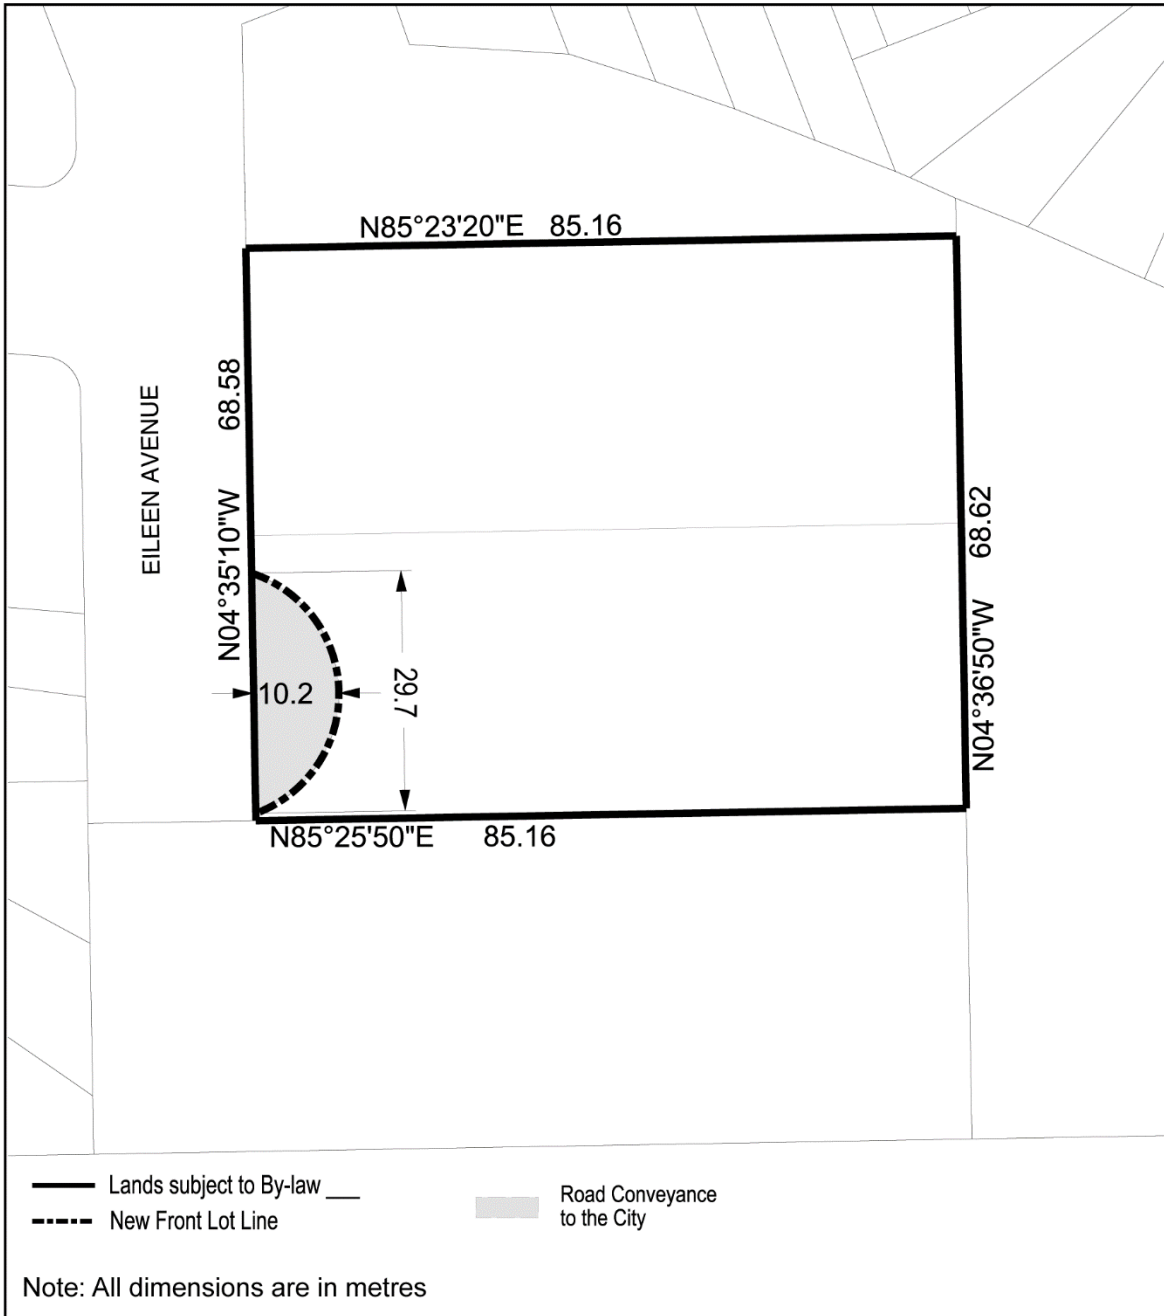 N85°23'20"E 85.16
EILEEN AVENUE
N04°35'10"W 68.58
N04°36'50"W 68.62
10.2
29.7
N85°25'50"E 85.16
Lands subject to By-law ___
New Front Lot Line
Road Conveyance
to the City
Note: All dimensions are in metres